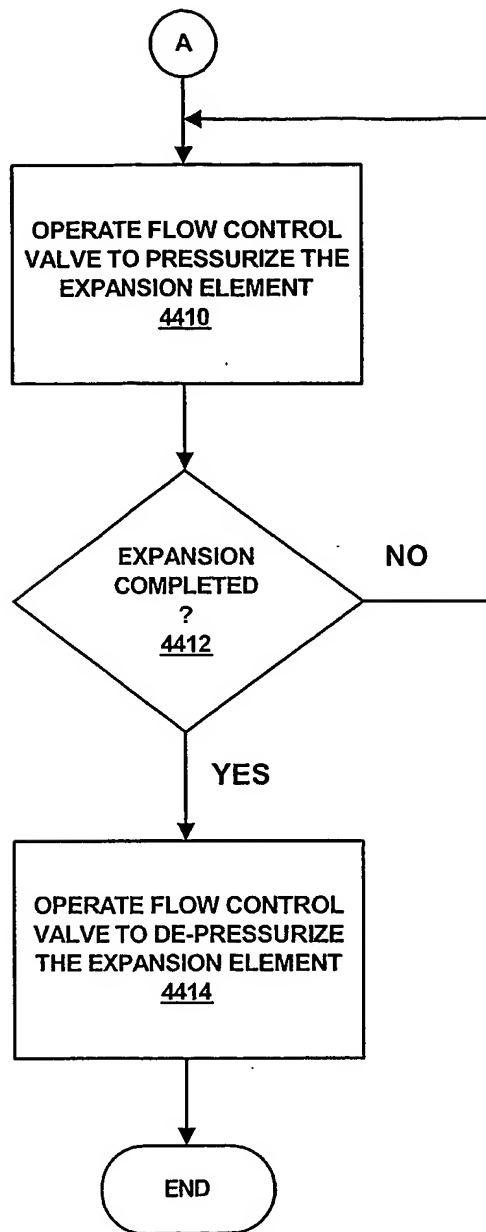 A
OPERATE FLOW CONTROL
VALVE TO PRESSURIZE THE
EXPANSION ELEMENT
4410
EXPANSION
COMPLETED
?
4412
NO
YES
OPERATE FLOW CONTROL
VALVE TO DE-PRESSURIZE
THE EXPANSION ELEMENT
4414
END